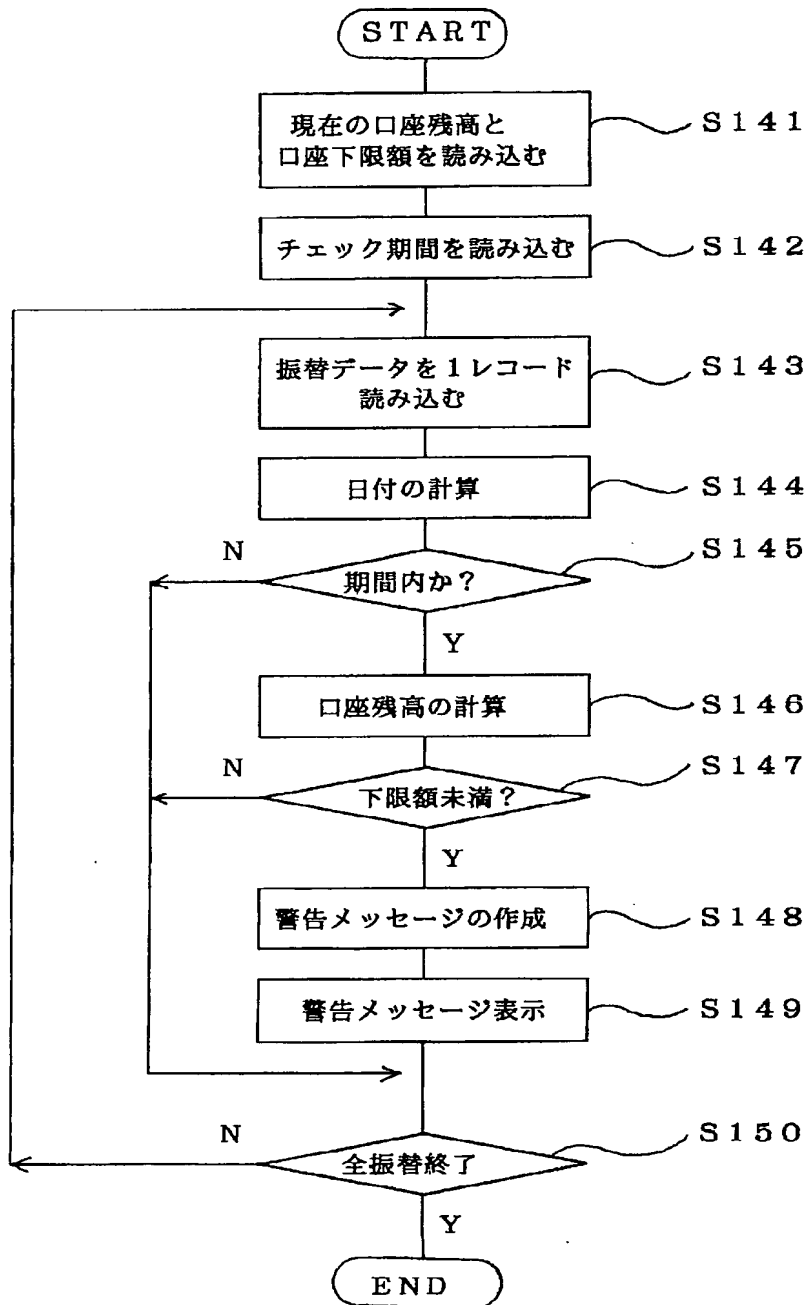 START
現在の口座残高と
口座下限額を読み込む
S141
チェック期間を読み込む
S142
振替データを1レコード
読み込む
S143
日付の計算
S144
N
期間内か？
S145
Y
口座残高の計算
S146
N
下限額未満？
S147
Y
警告メッセージの作成
S148
警告メッセージ表示
S149
N
全振替終了
S150
Y
END